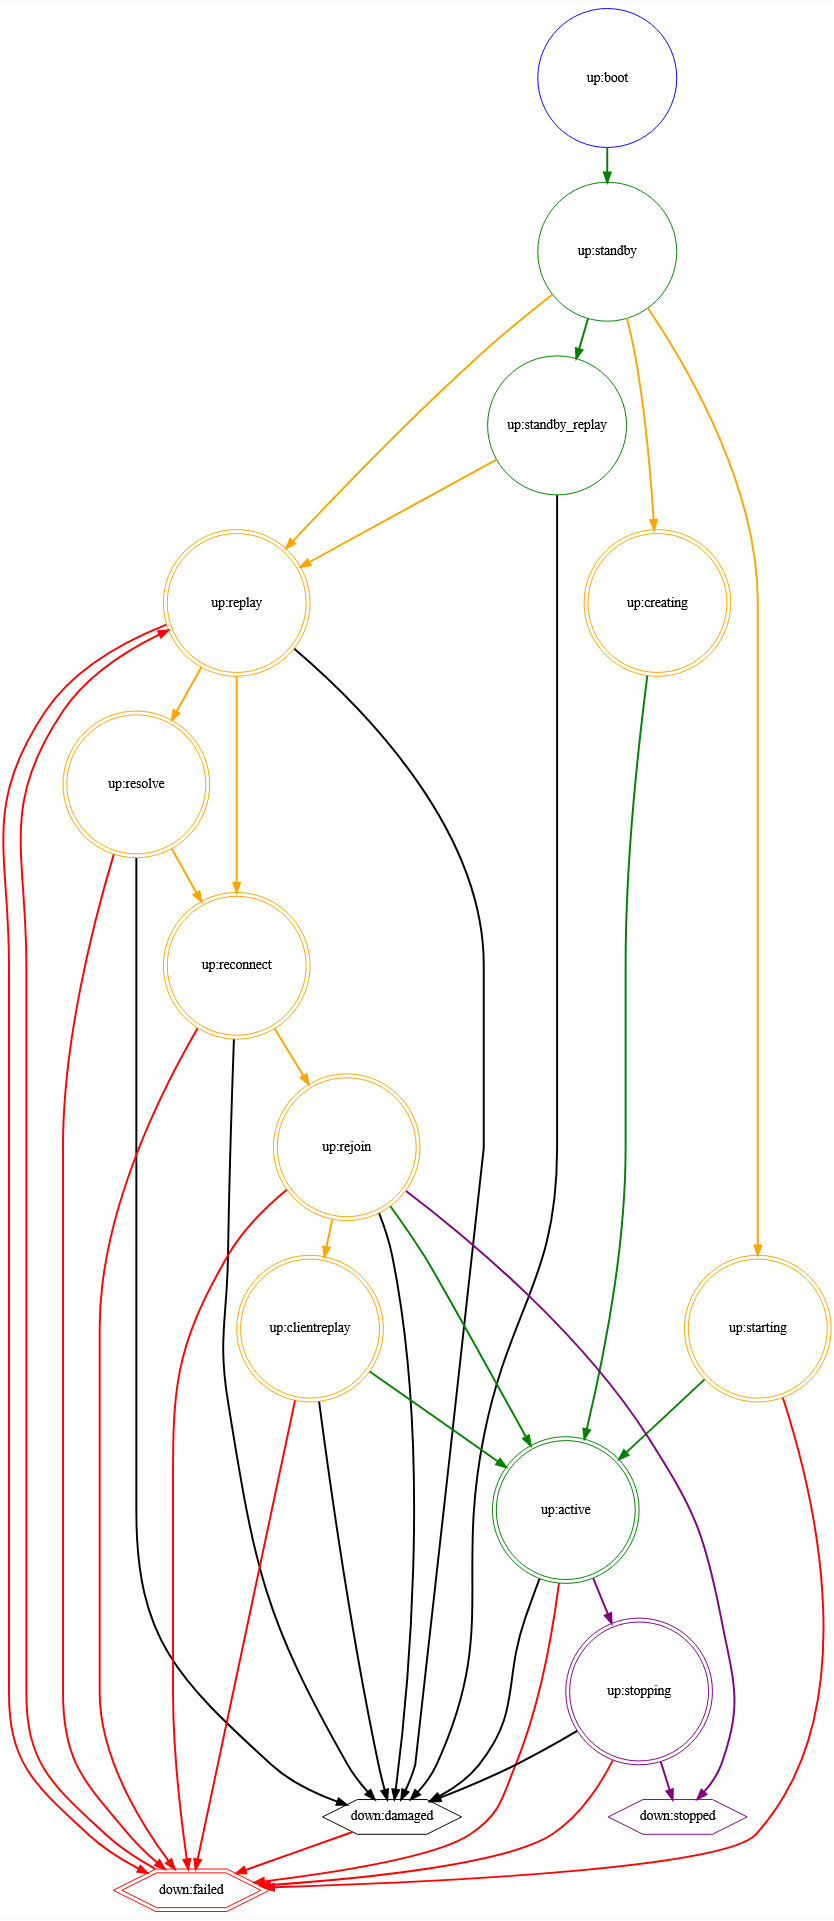 up:boot
up:standby
up:standby_replay
up:replay
up:creating
up:resolve
up:reconnect
up:rejoin
up:clientreplay
up:starting
up:active
up:stopping
down:damaged
down:stopped
down:failed